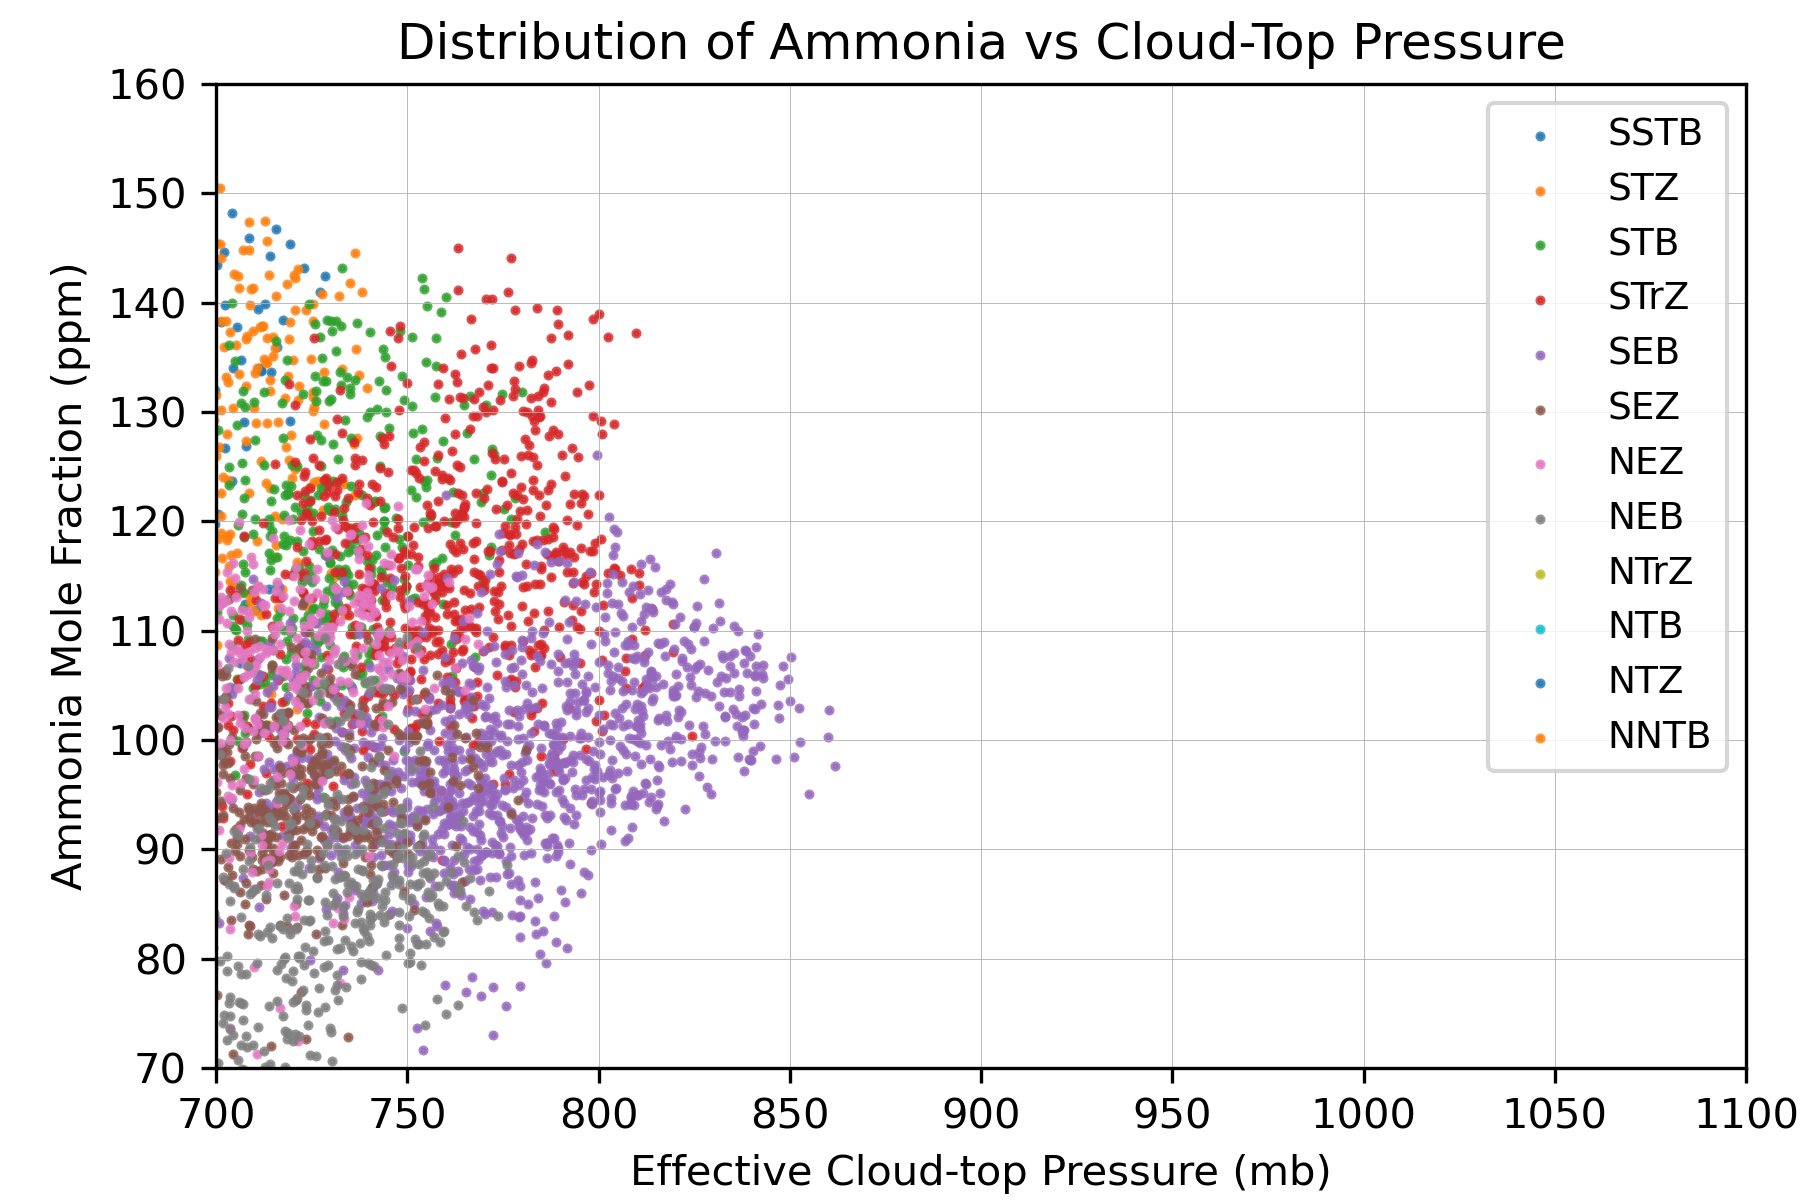 Distribution of Ammonia vs Cloud-Top Pressure
Ammonia Mole Fraction (ppm)
160
150
140
130
120
110
100
90
80
70
700 750 800 850 900 950 1000 1050 1100
Effective Cloud-top Pressure (mb)
SSTB
STZ
STB
STrZ
SEB
SEZ
NEZ
NEB
NTrZ
NTB
NTZ
NNTB